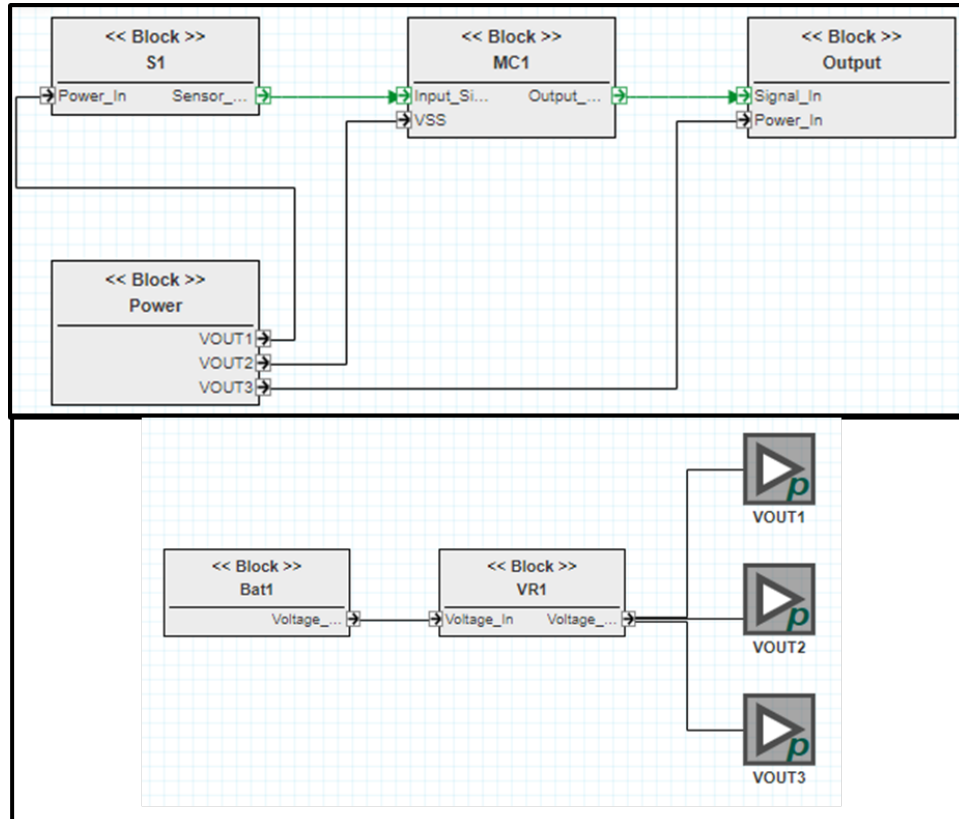 << Block >>
S1
Power_In
Sensor_...
<< Block >>
MC1
Input_Si...
Output_...
VSS
<< Block >>
Output
Signal_In
Power_In
<< Block >>
Power
VOUT1
VOUT2
VOUT3
<< Block >>
Bat1
Voltage_...
<< Block >>
VR1
Voltage_In
Voltage_...
p
VOUT1
p
VOUT2
p
VOUT3